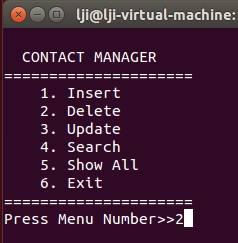 lji@lji-virtual-machine:
CONTACT MANAGER
=====================
1. Insert
2. Delete
3. Update
4. Search
5. Show All
6. Exit
=====================
Press Menu Number>>2